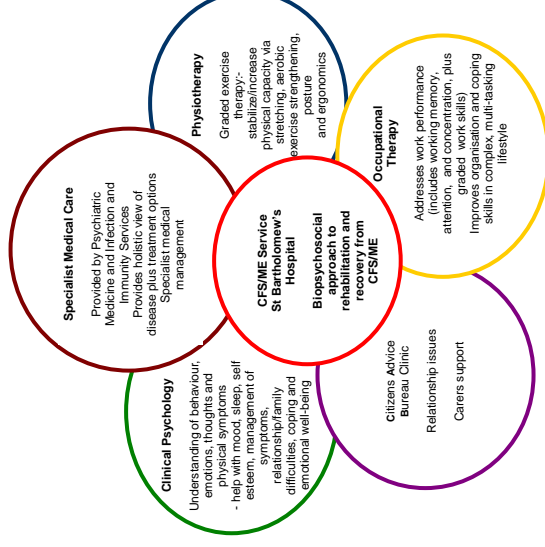 Specialist Medical Care
Provided by Psychiatric
Medicine and Infection and
Immunity Services
Provides holistic view of
disease plus treatment options
Specialist medical
management
Physiotherapy
Graded exercise
therapy:-
stabilize/increase
physical capacity via
stretching, aerobic
exercise strengthening,
posture
and ergonomics
Clinical Psychology
Understanding of behaviour,
emotions, thoughts and
physical symptoms
- help with mood, sleep, self
esteem, management of
symptoms,
relationship/family
difficulties, coping and
emotional well-being
CFS/ME Service
St Bartholomew's
Hospital
Biopsychosocial
approach to
rehabilitation and
recovery from
CFS/ME
Occupational
Therapy
Addresses work performance
(includes working memory,
attention, and concentration, plus
graded work skills)
Improves organisation and coping
skills in complex, multi-tasking
lifestyle
Citizens Advice
Bureau Clinic
Relationship issues
Carers support